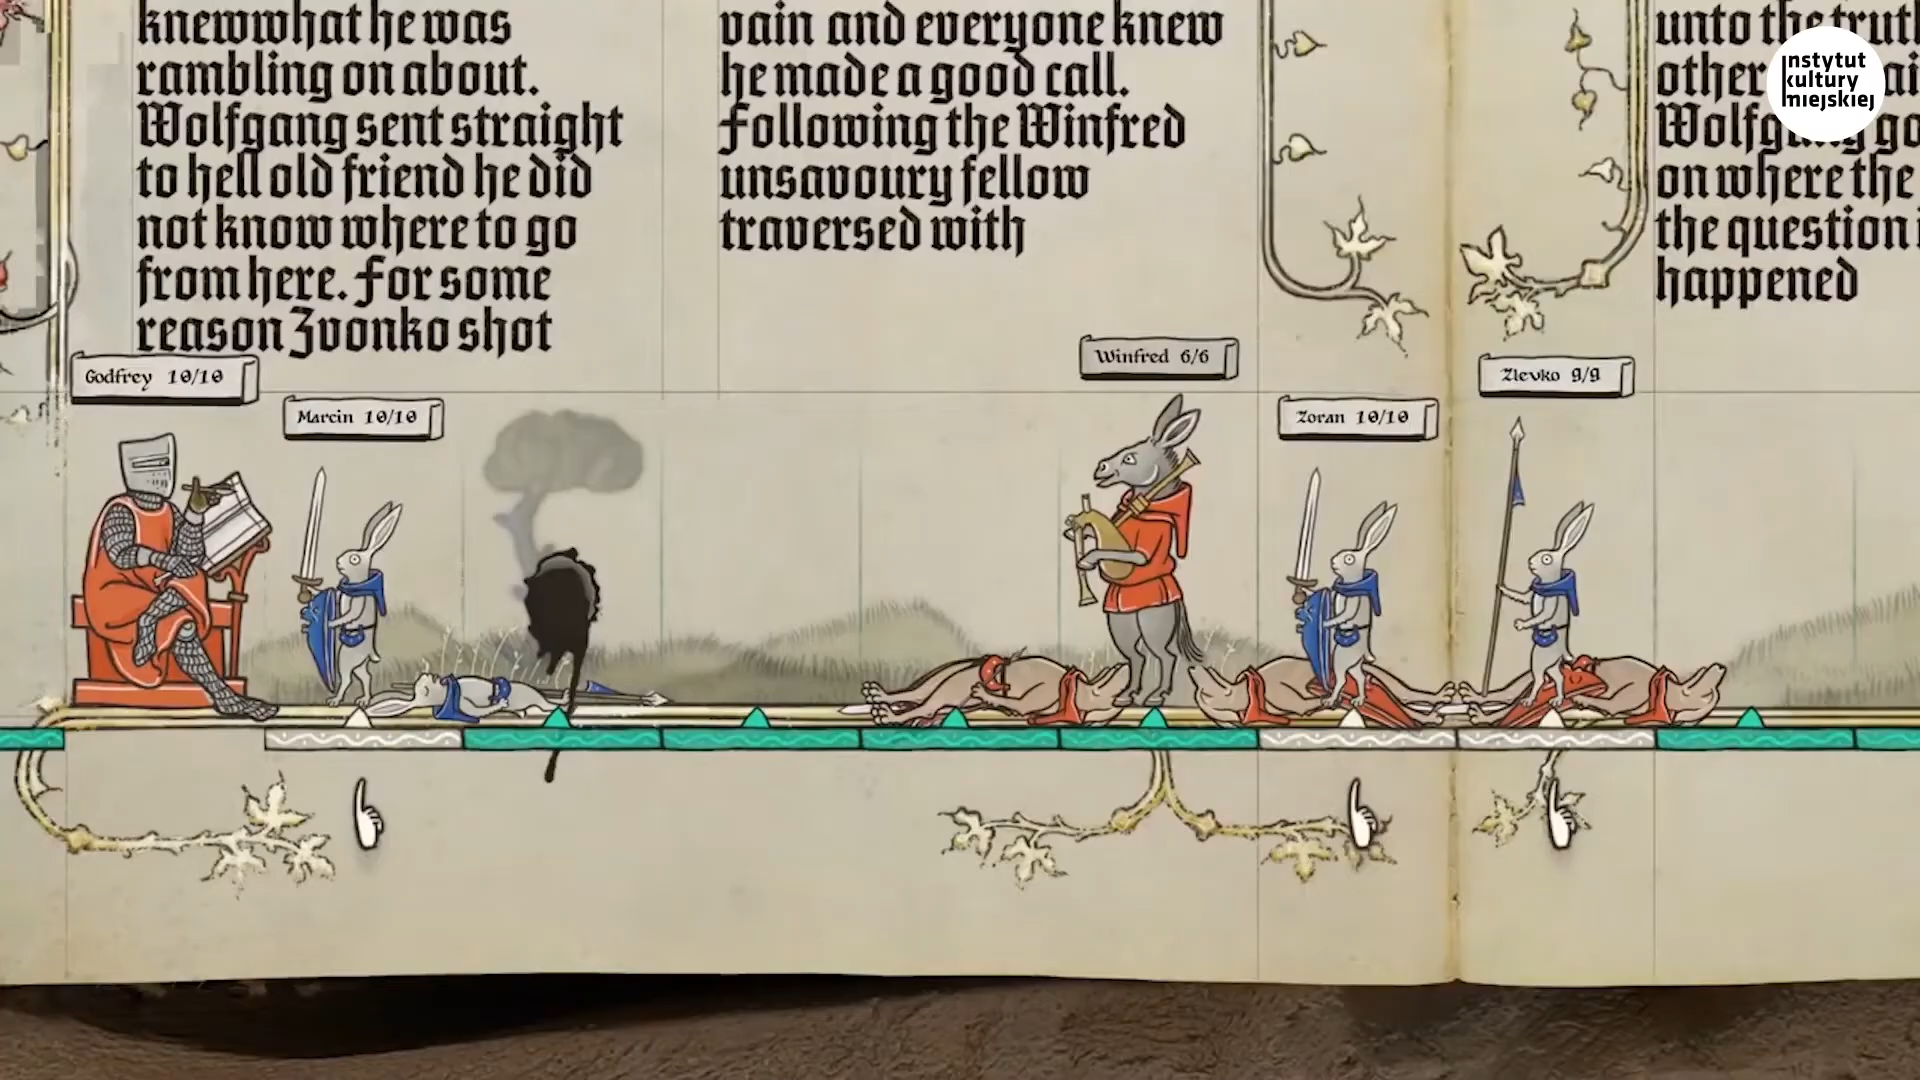 knewwhat he was
rambling on about.
Wolfgang sent straight
to hell old friend he did
not know where to go
from here. For some
reason Zvonko shot
vain and everyone knew
he made a good call.
Following the Winfred
unsavoury fellow
traversed with
unto the
other
Wolfgang
on where the
the question
happened
Instytut
kultury
miejskiej
Godfrey 10/10
Marcin 10/10
Winfred 6/6
Zoran 10/10
Zlevko 9/9